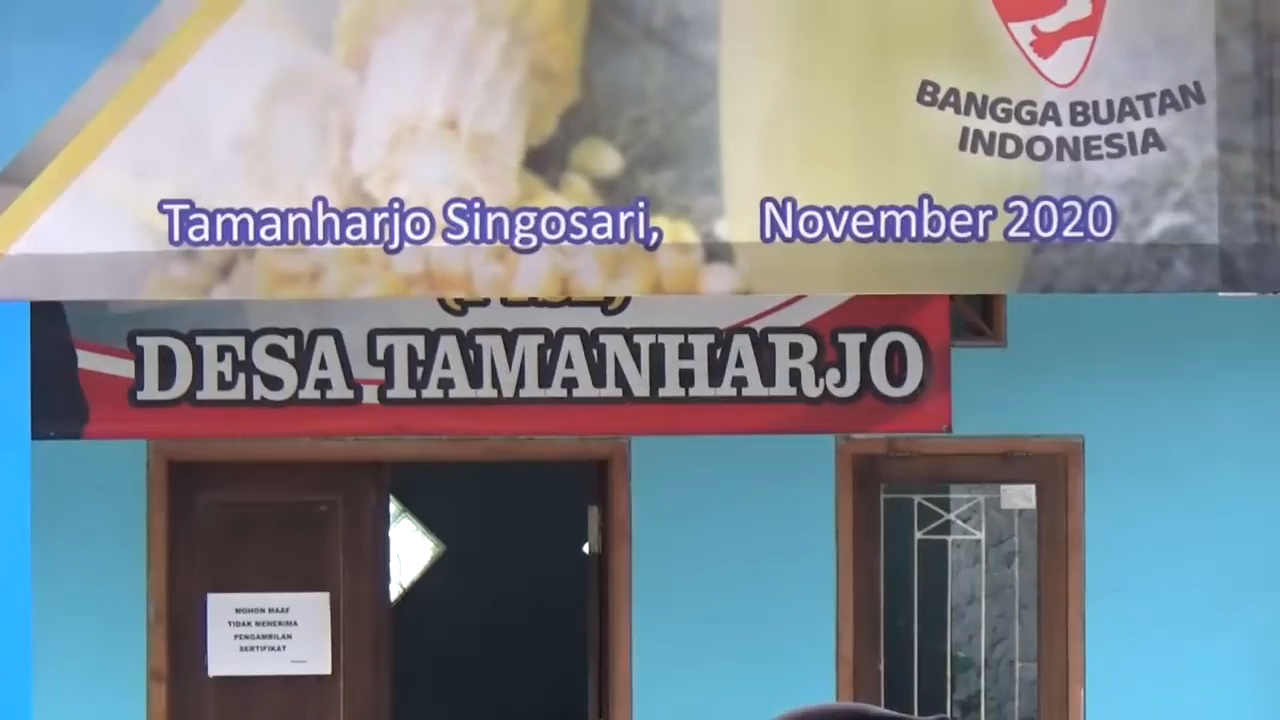 BANGGA BUATAN
INDONESIA
Tamanharjo Singosari, November 2020
DESA TAMANHARJO
MOHON MAAF
TIDAK MENERIMA
PENGAMBILAN
SERTIFIKAT